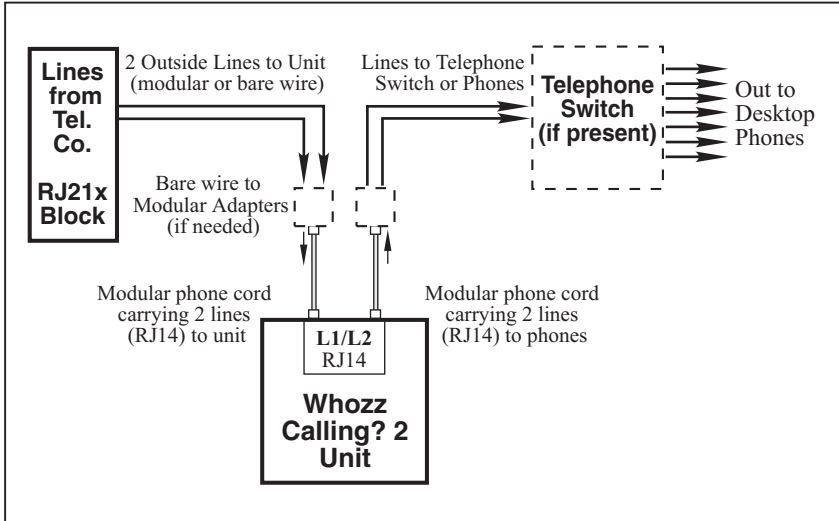 Lines
from
Tel.
Co.
RJ21x
Block
2 Outside Lines to Unit
(modular or bare wire)
Lines to Telephone
Switch or Phones
Telephone
Switch
(if present)
Out to
Desktop
Phones
Bare wire to
Modular Adapters
(if needed)
Modular phone cord
carrying 2 lines
(RJ14) to unit
Modular phone cord
carrying 2 lines
(RJ14) to phones
L1/L2
RJ14
Whozz
Calling? 2
Unit